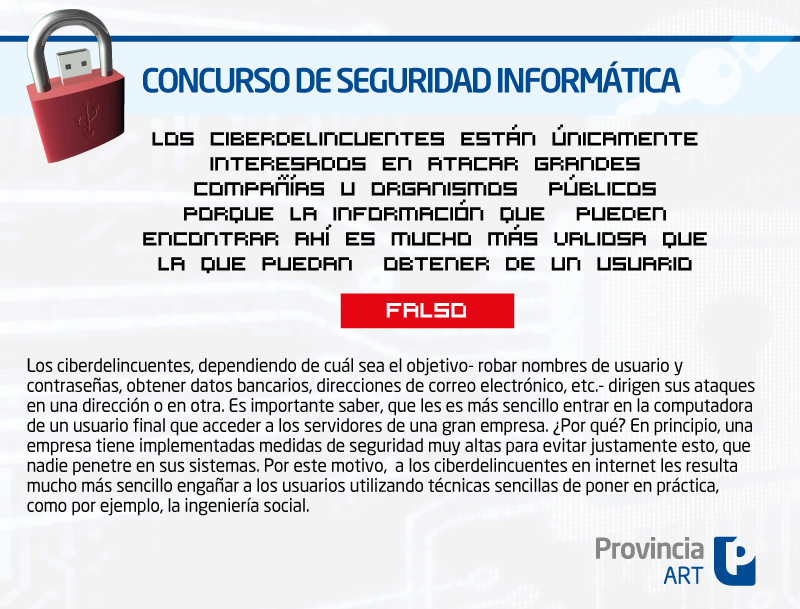 CONCURSO DE SEGURIDAD INFORMÁTICA
LOS CIBERDELINCUENTES ESTÁN ÚNICAMENTE
INTERESADOS EN ATACAR GRANDES
COMPAÑÍAS U ORGANISMOS PÚBLICOS
PORQUE LA INFORMACIÓN QUE PUEDEN
ENCONTRAR AHÍ ES MUCHO MÁS VALIOSA QUE
LA QUE PUEDAN OBTENER DE UN USUARIO
FALSO
Los ciberdelincuentes, dependiendo de cuál sea el objetivo- robar nombres de usuario y
contraseñas, obtener datos bancarios, direcciones de correo electrónico, etc.- dirigen sus ataques
en una dirección o en otra. Es importante saber, que les es más sencillo entrar en la computadora
de un usuario final que acceder a los servidores de una gran empresa. ¿Por qué? En principio, una
empresa tiene implementadas medidas de seguridad muy altas para evitar justamente esto, que
nadie penetre en sus sistemas. Por este motivo, a los ciberdelincuentes en internet les resulta
mucho más sencillo engañar a los usuarios utilizando técnicas sencillas de poner en práctica,
como por ejemplo, la ingeniería social.
Provincia
ART